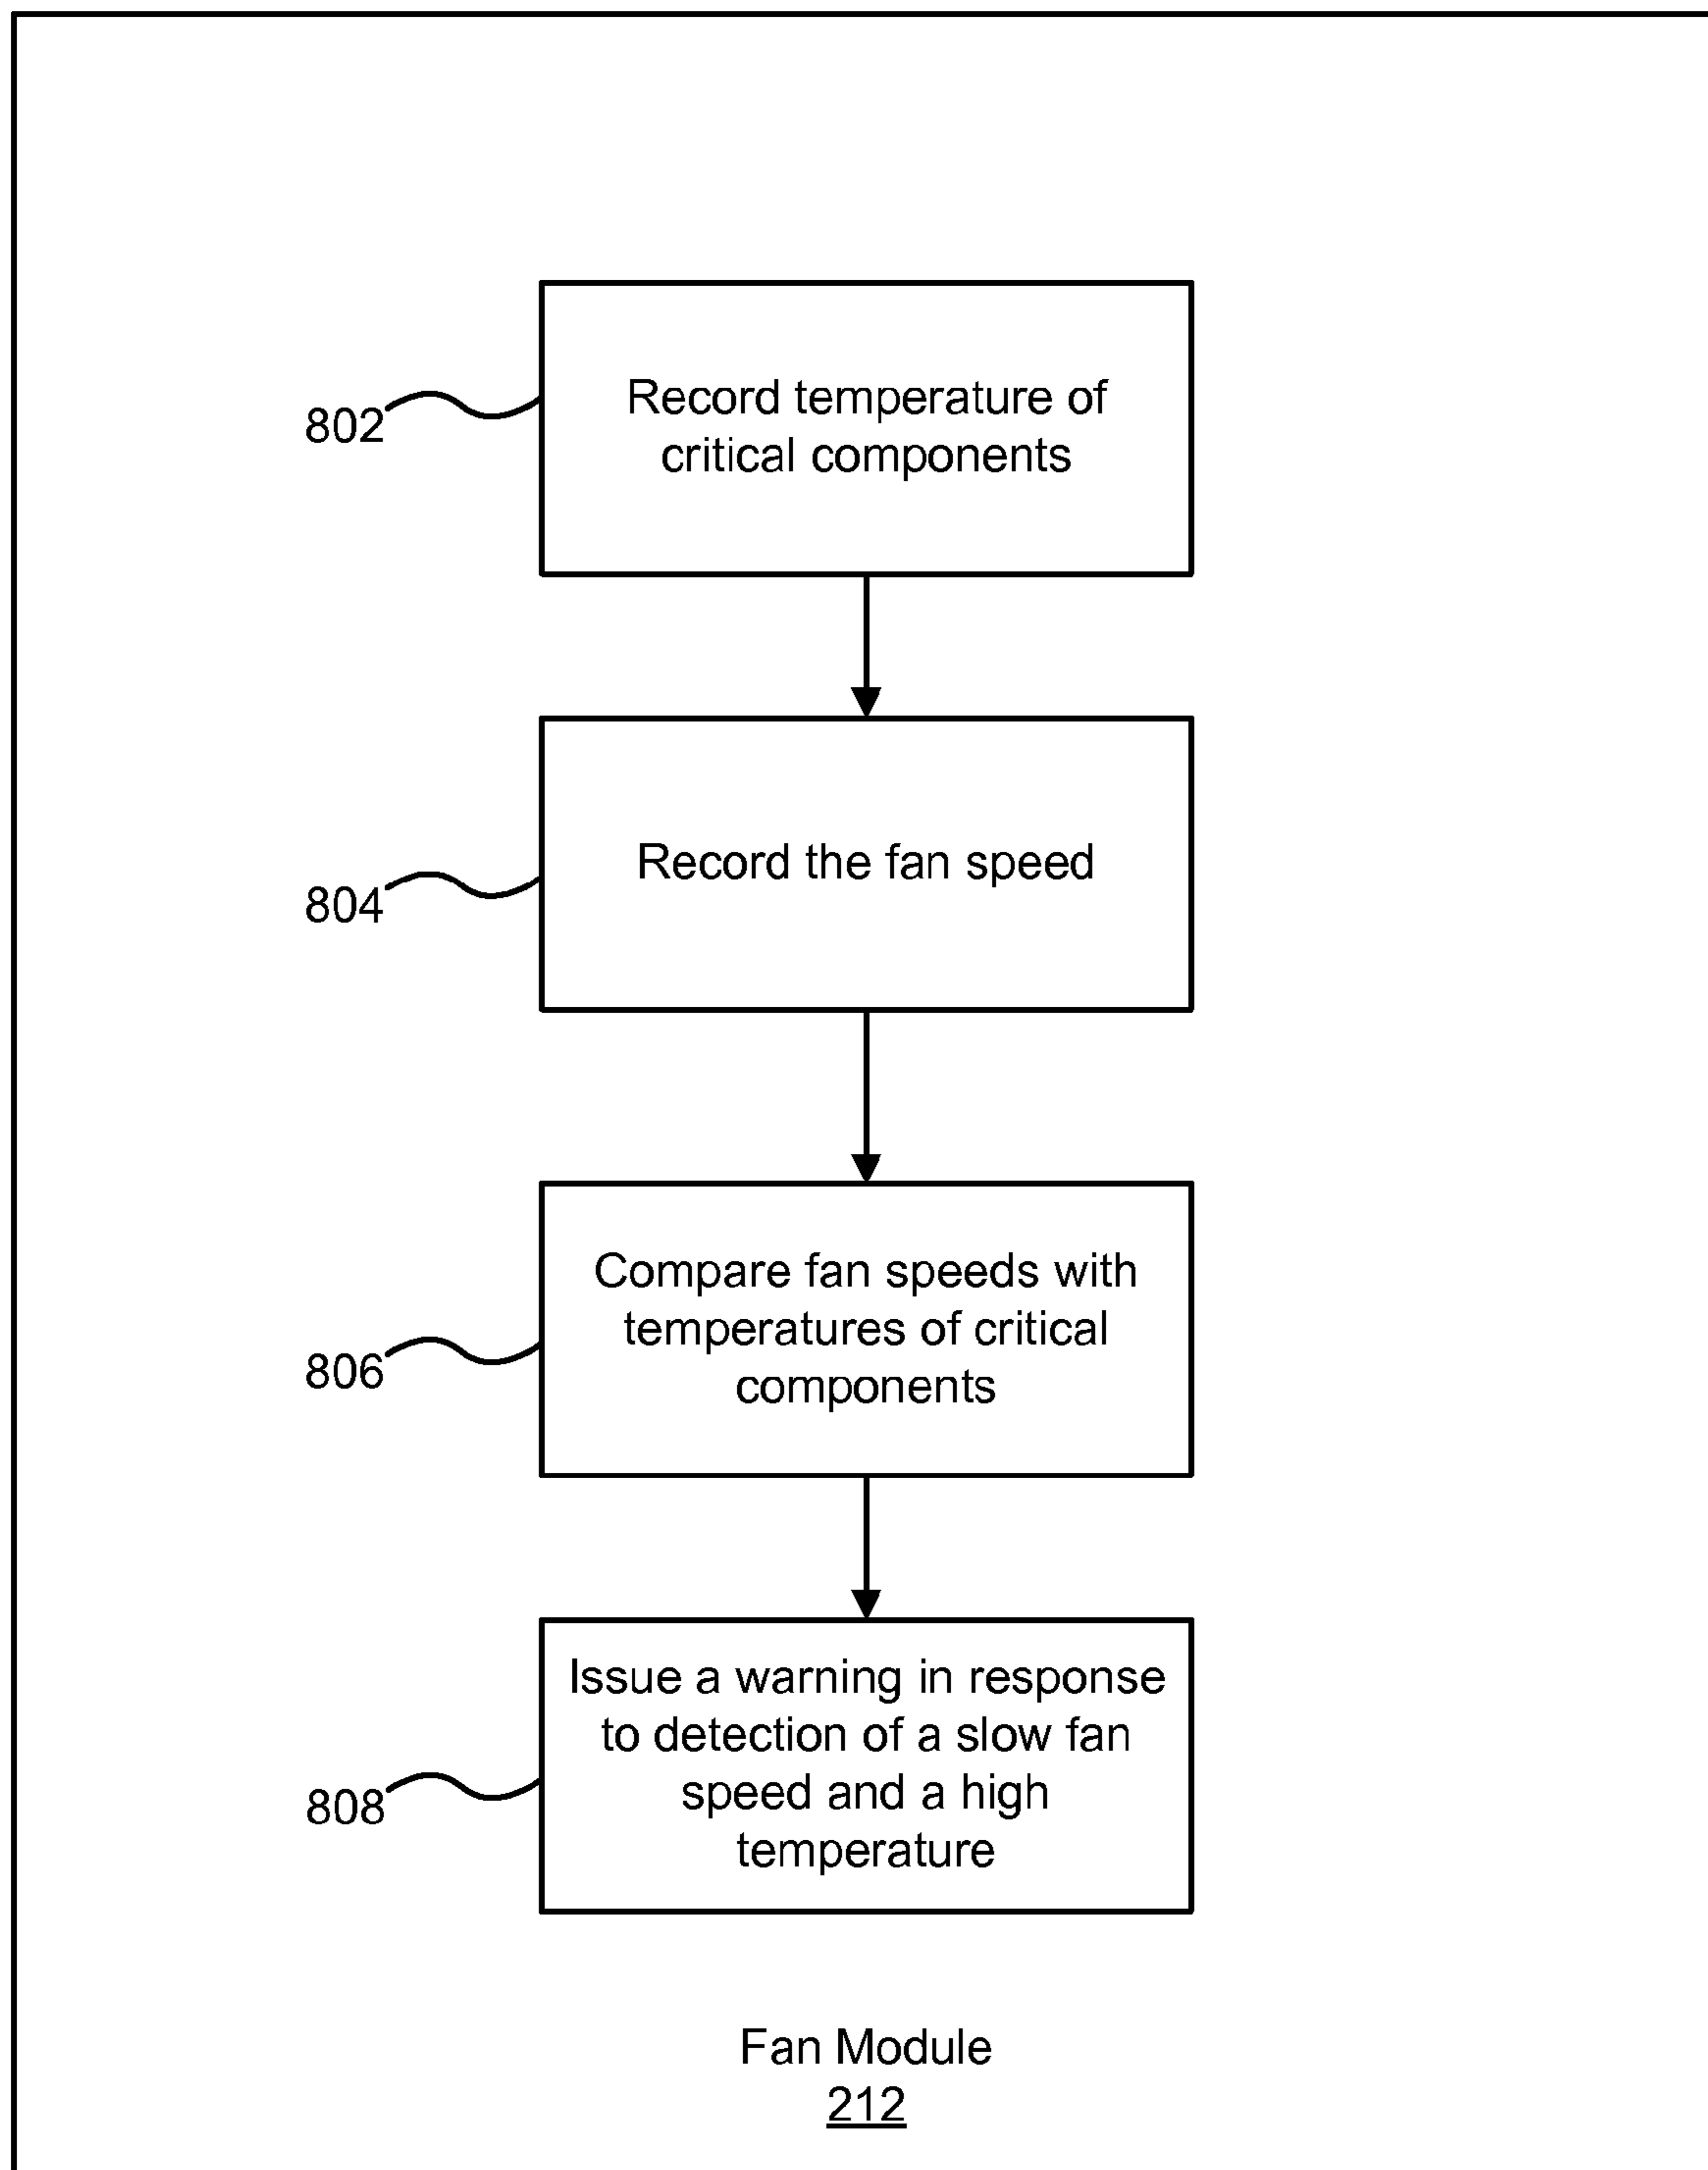 802
Record temperature of
critical components
804
Record the fan speed
806
Compare fan speeds with
temperatures of critical
components
808
Issue a warning in response
to detection of a slow fan
speed and a high
temperature
Fan Module
212